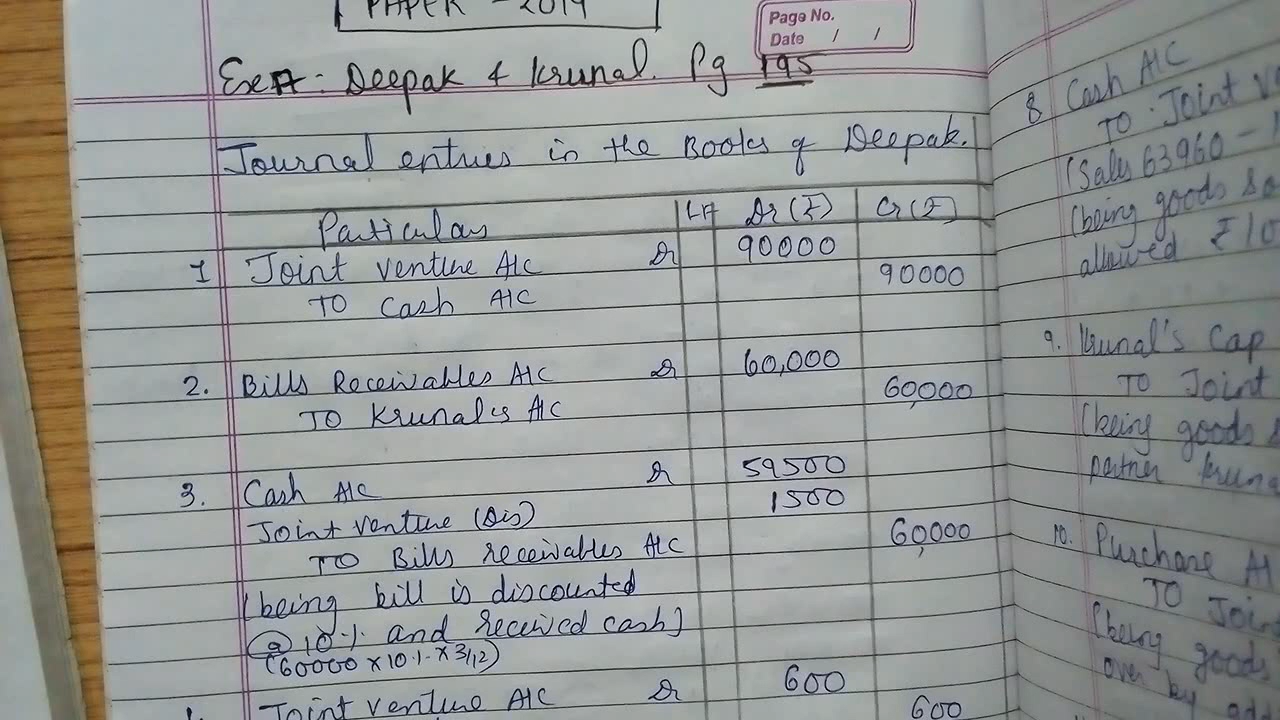 PAPER - 2019
Page No.
Date / /
Ex A: Deepak & Krunal. Pg 195
Journal entries in the Books of Deepak.
Particulars LF Dr (₹) Cr (₹)
1 Joint venture A/C Dr 90000
TO Cash A/C 90000
2. Bills Receivables A/C Dr 60,000
TO Krunal's A/C 60,000
3. Cash A/C Dr 59500
Joint venture (Dis) 1500
TO Bills receivables A/C 60,000
(being bill is discounted
@ 10% and received cash)
(60000 x 10% x 3/12)
Joint venture A/C Dr 600
600
8 Cash A/C
TO Joint
(Sales 63960 -
(being goods
allowed ₹
9. Krunal's Cap
TO Joint
(being goods
partner
10. Purchase
TO
(being goods
over by